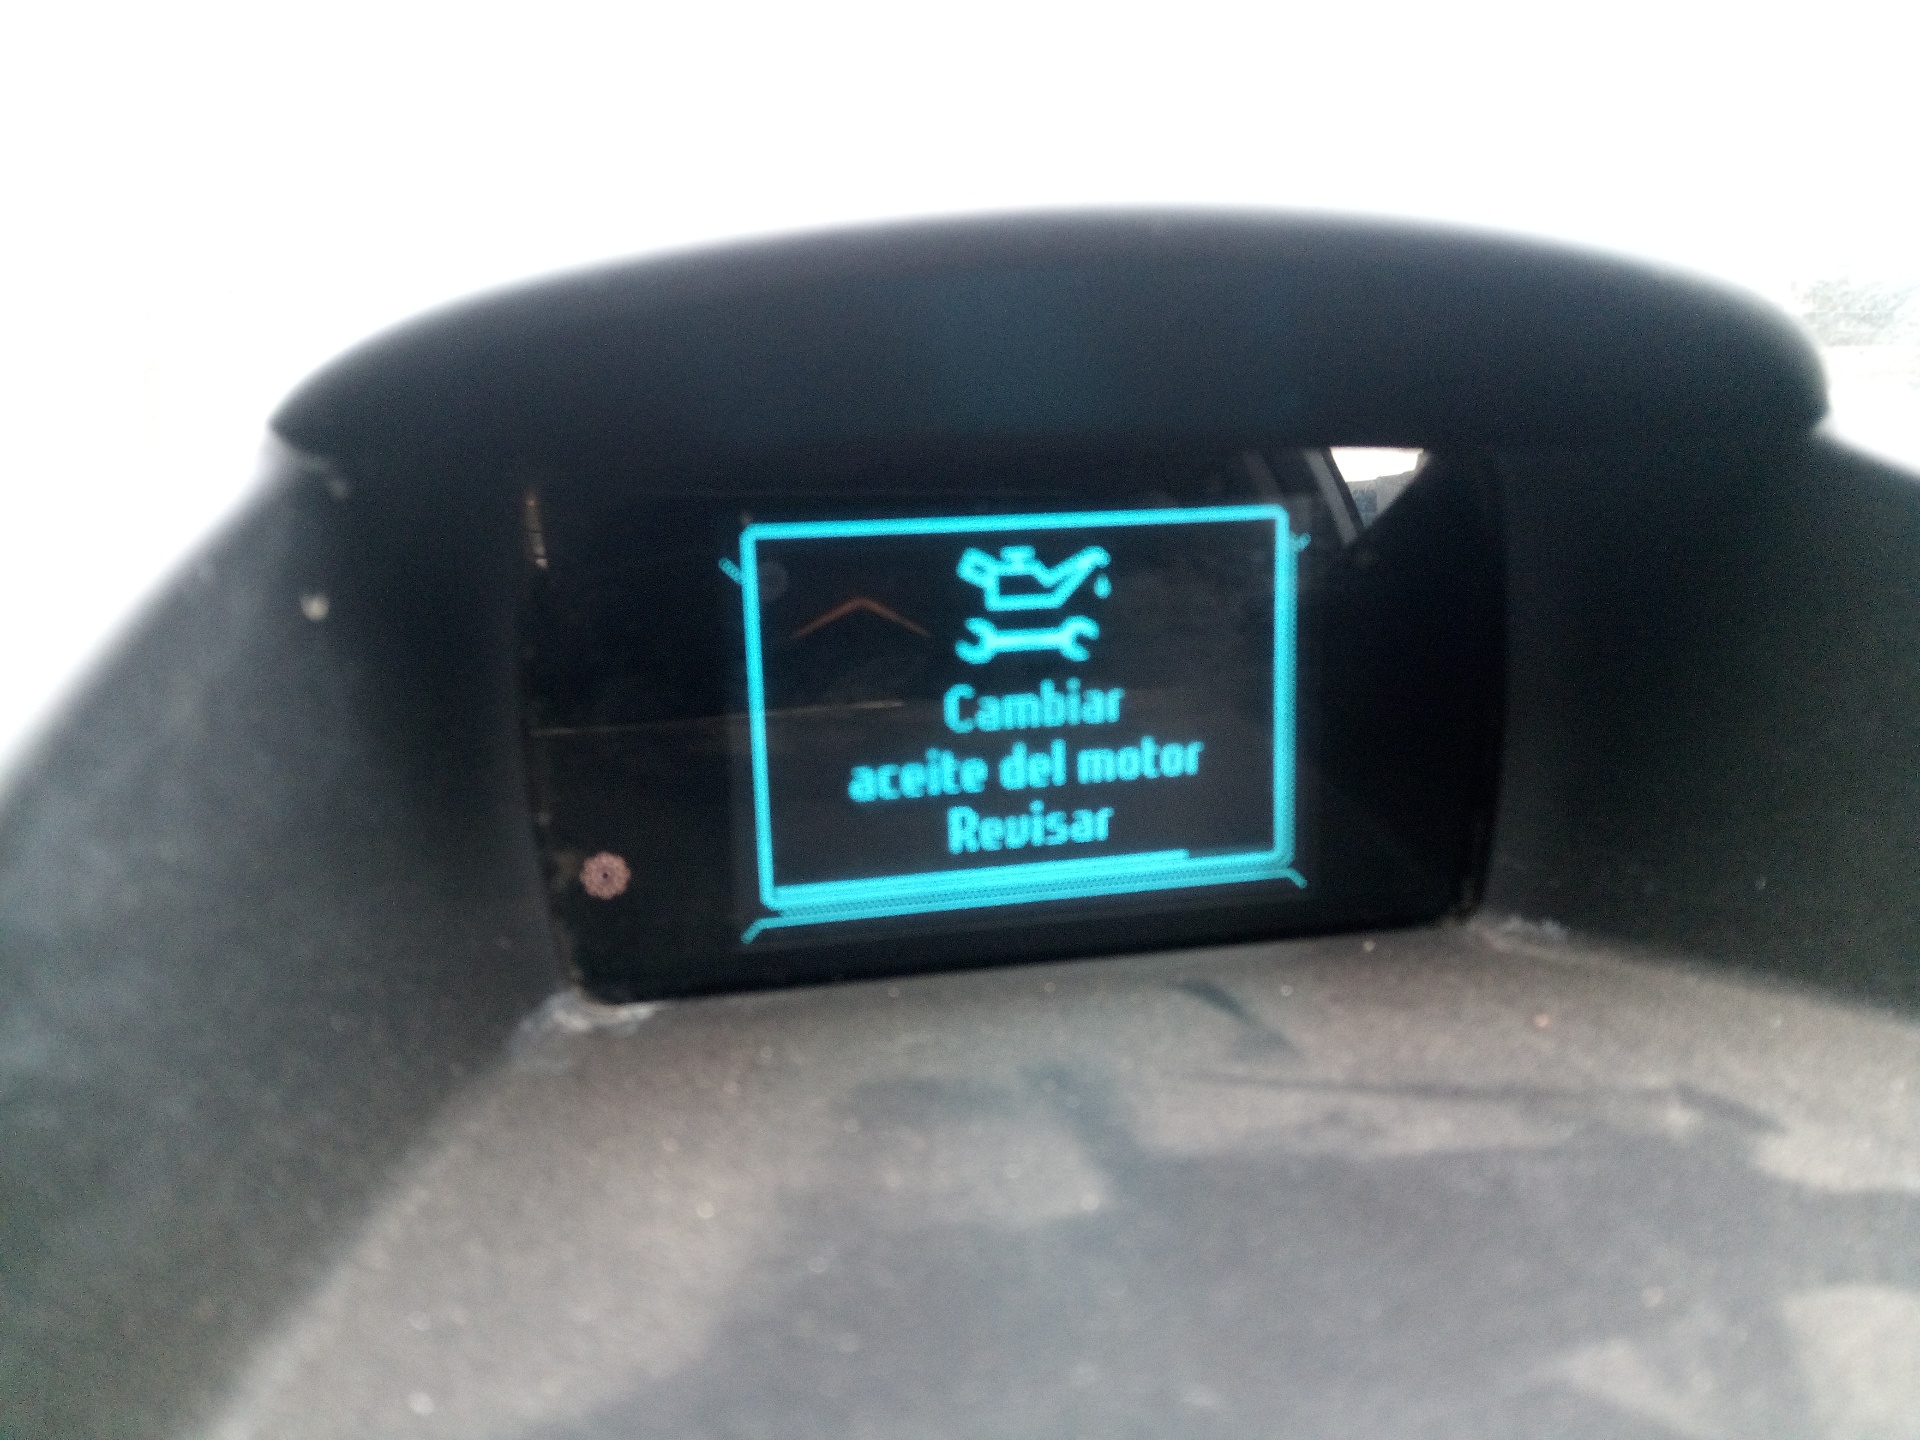 Cambiar
aceite del motor
Revisar